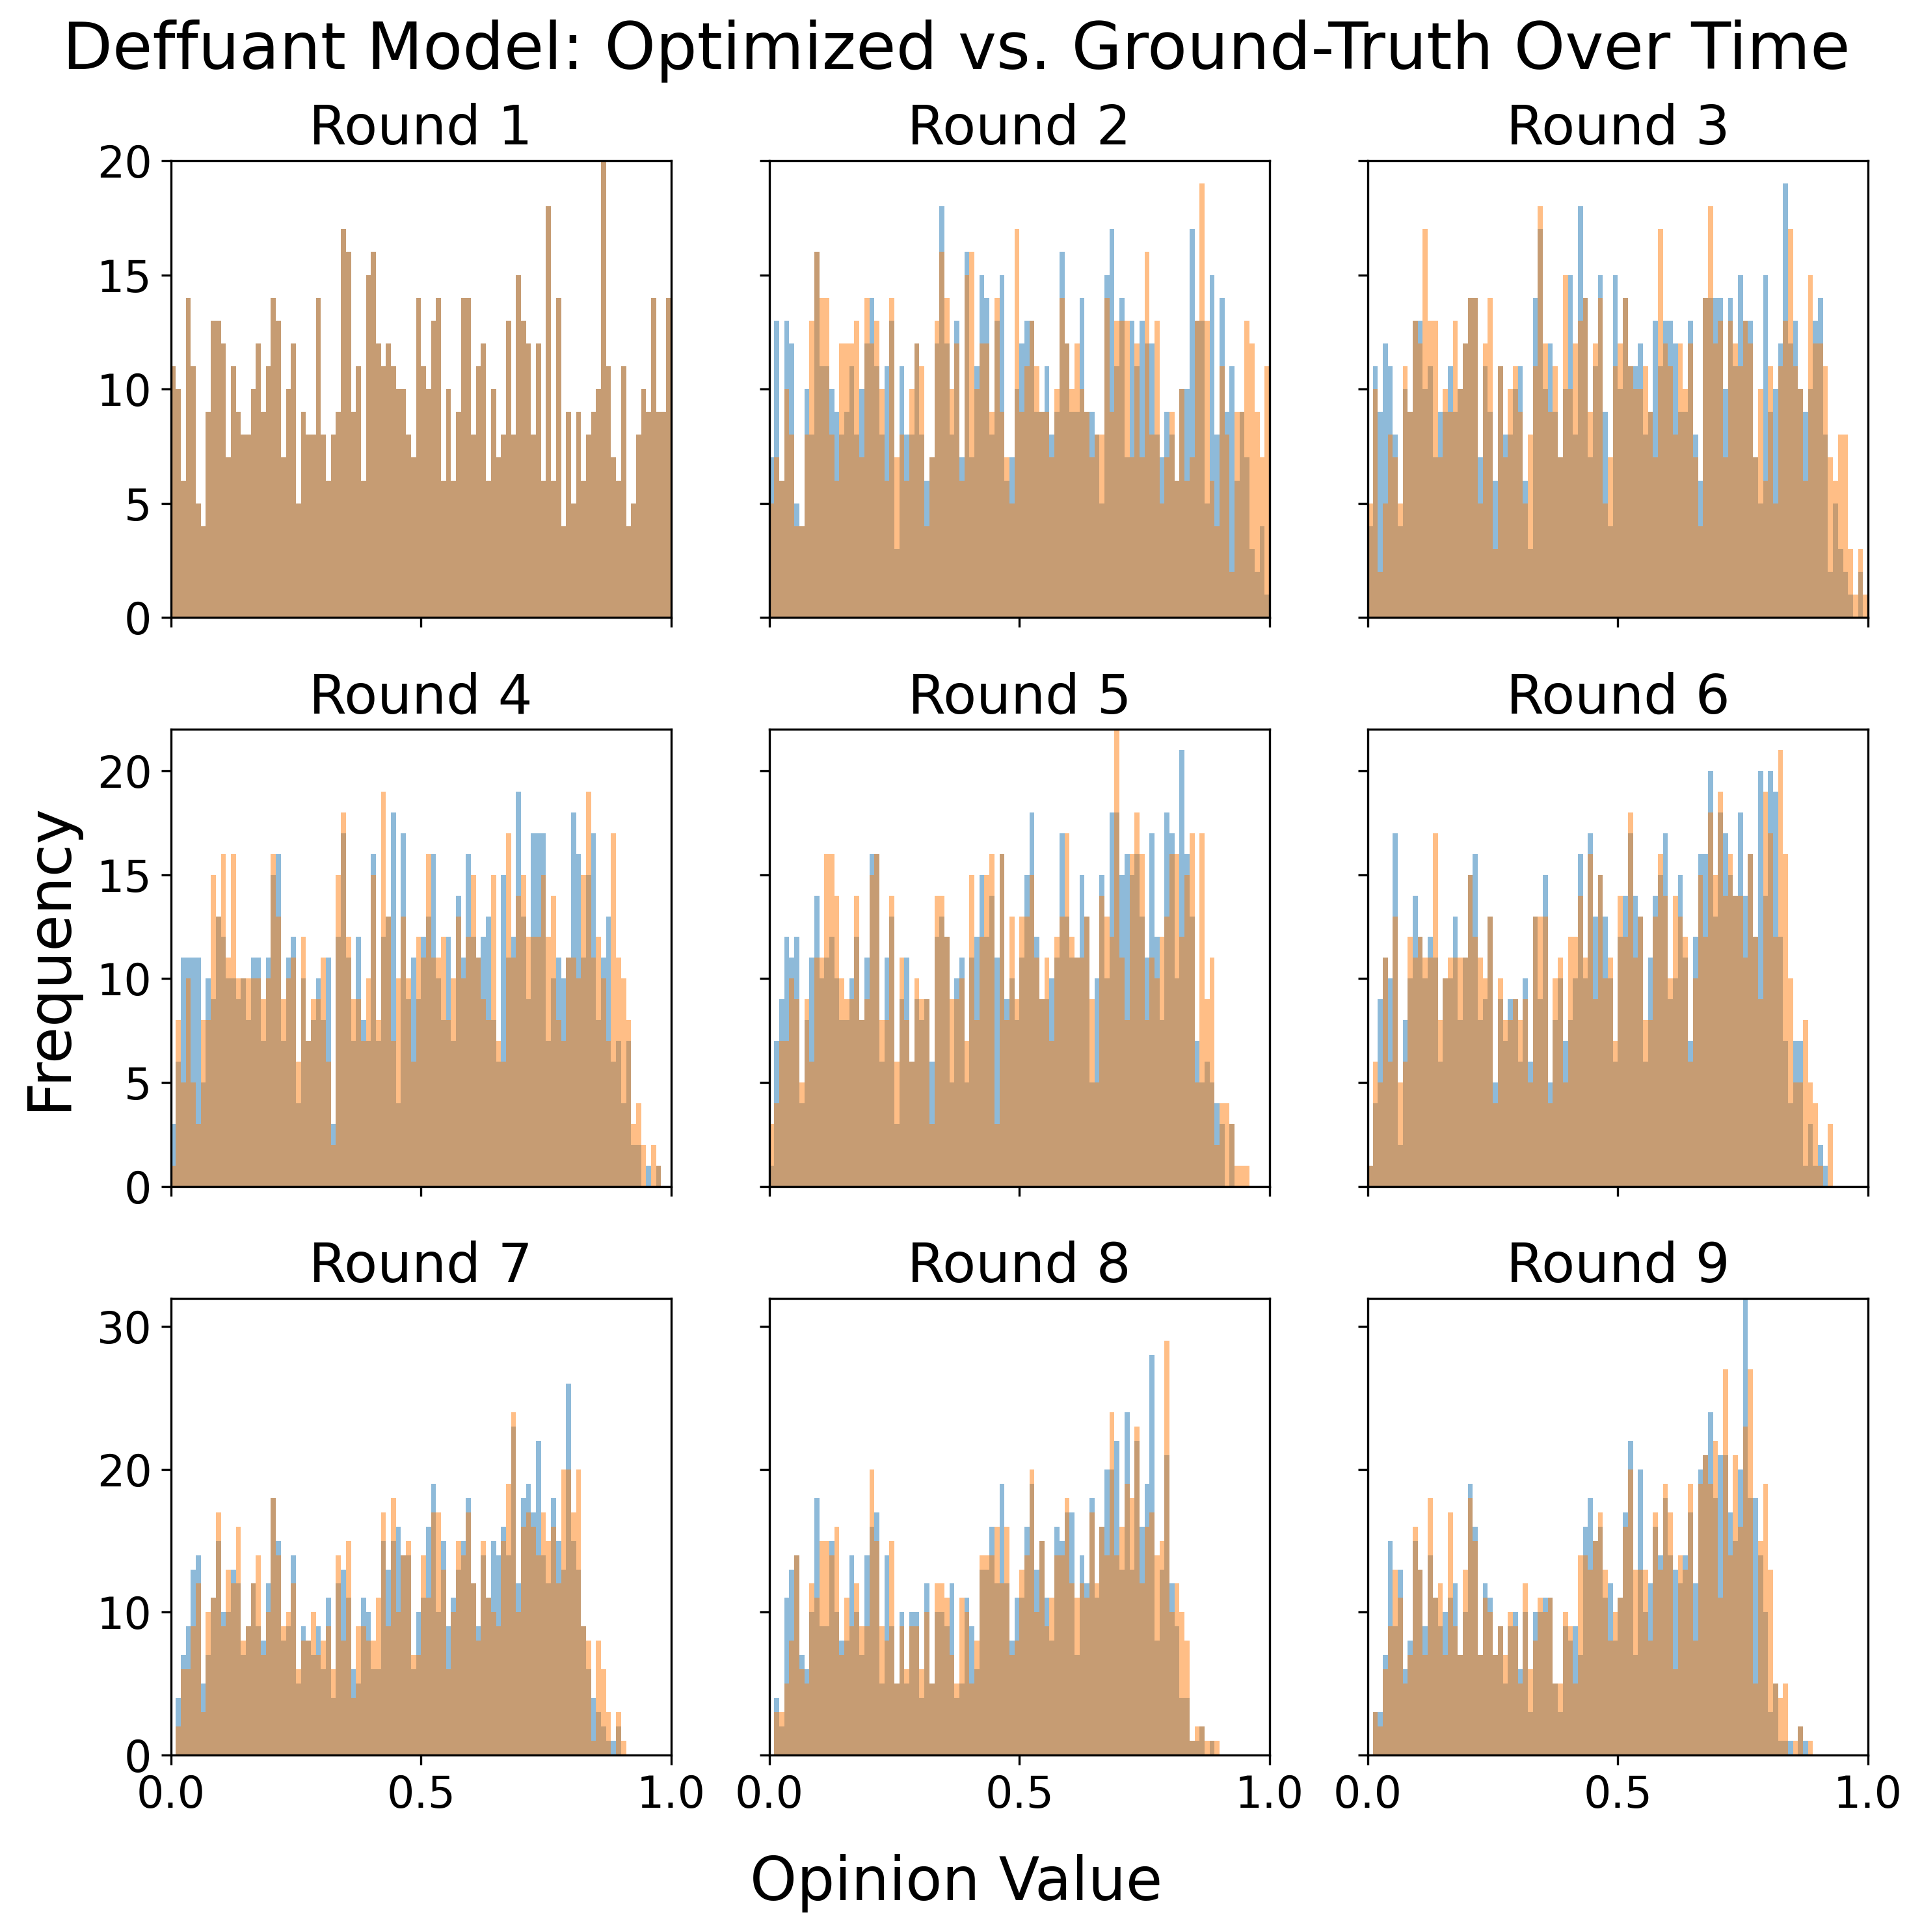 Deffuant Model: Optimized vs. Ground-Truth Over Time
Round 1
Round 2
Round 3
20
15
10
5
0
Round 4
Round 5
Round 6
20
15
10
5
0
Frequency
Round 7
Round 8
Round 9
30
20
10
0
0.0 0.5 1.0 0.0 0.5 1.0 0.0 0.5 1.0
Opinion Value